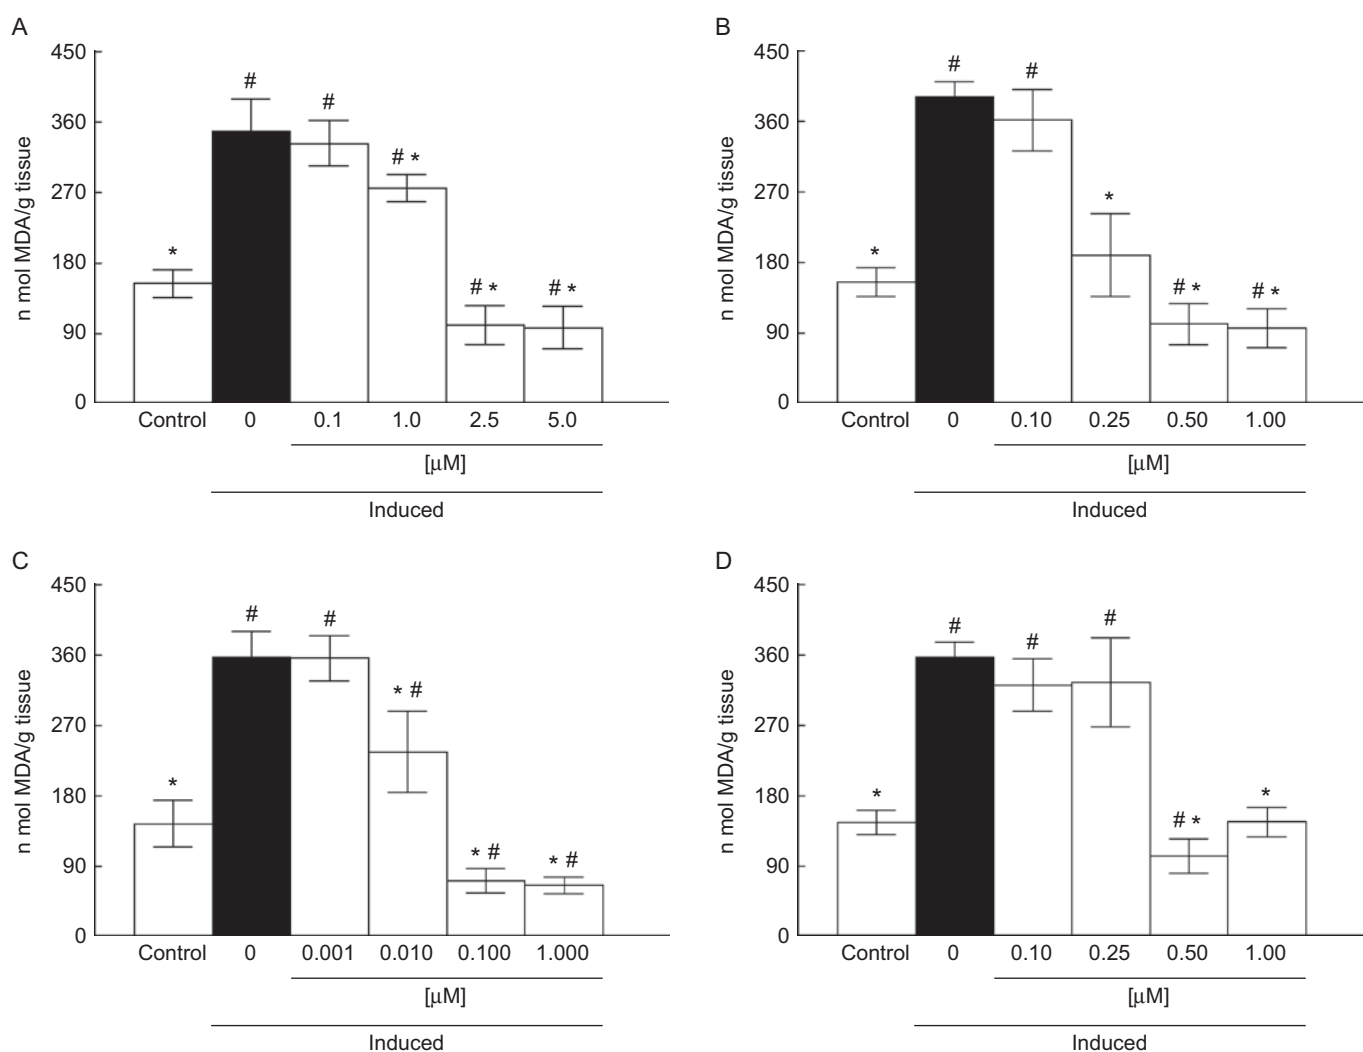 A
450
360
270
180
90
0
n mol MDA/g tissue
*
#
#
# *
# *
# *
Control 0 0.1 1.0 2.5 5.0
[μM]
Induced
B
450
360
270
180
90
0
n mol MDA/g tissue
*
#
#
*
# *
# *
Control 0 0.10 0.25 0.50 1.00
[μM]
Induced
C
450
360
270
180
90
0
n mol MDA/g tissue
*
#
#
* #
* #
* #
Control 0 0.001 0.010 0.100 1.000
[μM]
Induced
D
450
360
270
180
90
0
n mol MDA/g tissue
*
#
#
#
# *
*
Control 0 0.10 0.25 0.50 1.00
[μM]
Induced